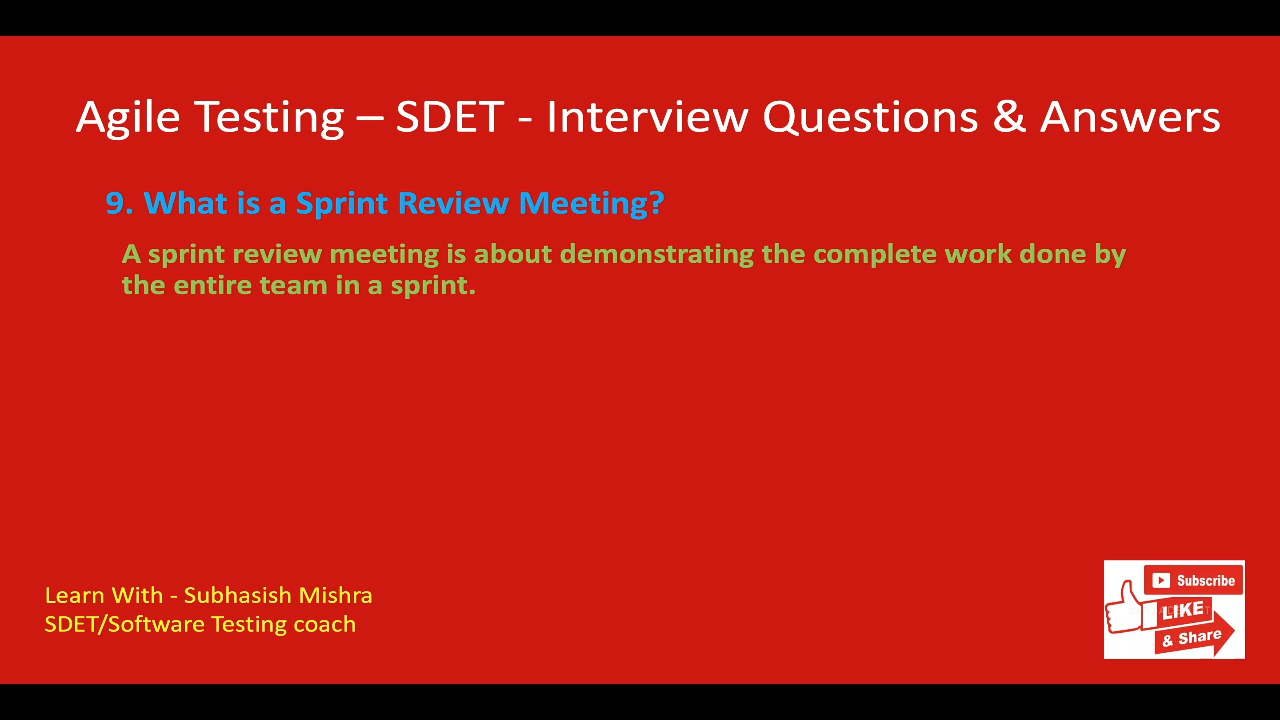 Agile Testing – SDET - Interview Questions & Answers
9. What is a Sprint Review Meeting?
A sprint review meeting is about demonstrating the complete work done by
the entire team in a sprint.
Learn With - Subhasish Mishra
SDET/Software Testing coach
Subscribe
LIKE
& Share